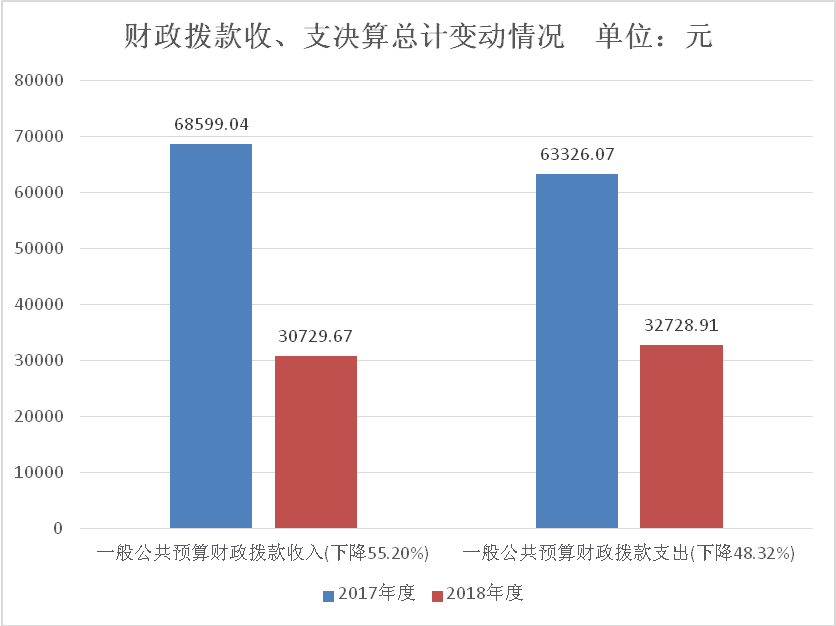 财政拨款收、支决算总计变动情况 单位：元
80000
70000
60000
50000
40000
30000
20000
10000
0
68599.04
30729.67
63326.07
32728.91
一般公共预算财政拨款收入(下降55.20%)
一般公共预算财政拨款支出(下降48.32%)
2017年度
2018年度